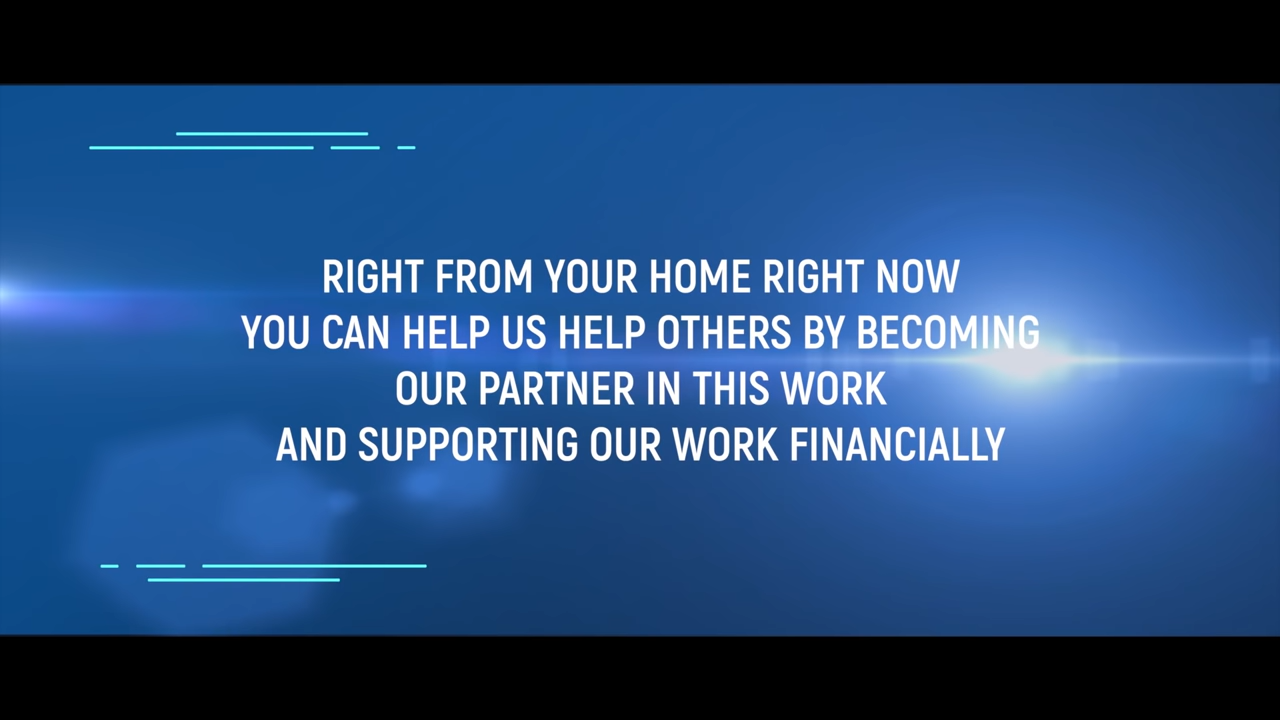 RIGHT FROM YOUR HOME RIGHT NOW
YOU CAN HELP US HELP OTHERS BY BECOMING
OUR PARTNER IN THIS WORK
AND SUPPORTING OUR WORK FINANCIALLY